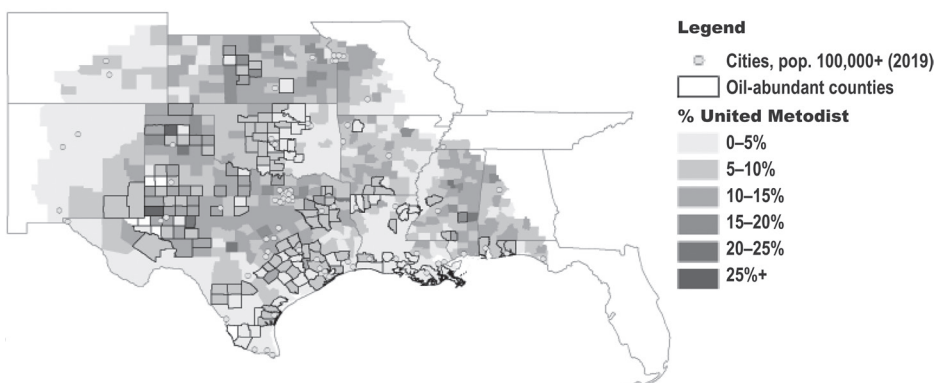 Legend
Cities, pop. 100,000+ (2019)
Oil-abundant counties
% United Metodist
0–5%
5–10%
10–15%
15–20%
20–25%
25%+